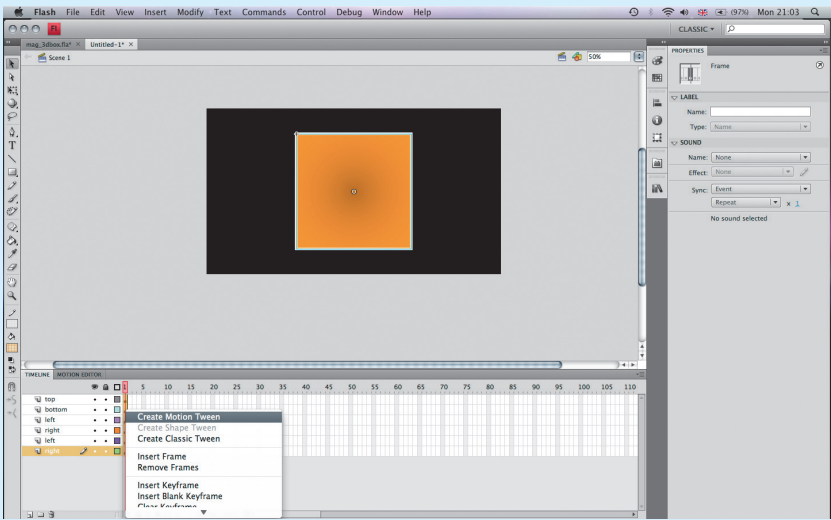 Flash File Edit View Insert Modify Text Commands Control Debug Window Help (97%) Mon 21:03
FL CLASSIC
mag_3dbox.fla* × Untitled-1* ×
Scene 1 50%
PROPERTIES
Frame
LABEL
Name:
Type: Name
SOUND
Name: None
Effect: None
Sync: Event
Repeat x 1
No sound selected
TIMELINE MOTION EDITOR
1 5 10 15 20 25 30 35 40 45 50 55 60 65 70 75 80 85 90 95 100 105 110
top
bottom
left
right
left
right
Create Motion Tween
Create Shape Tween
Create Classic Tween
Insert Frame
Remove Frames
Insert Keyframe
Insert Blank Keyframe
Clear Keyframe